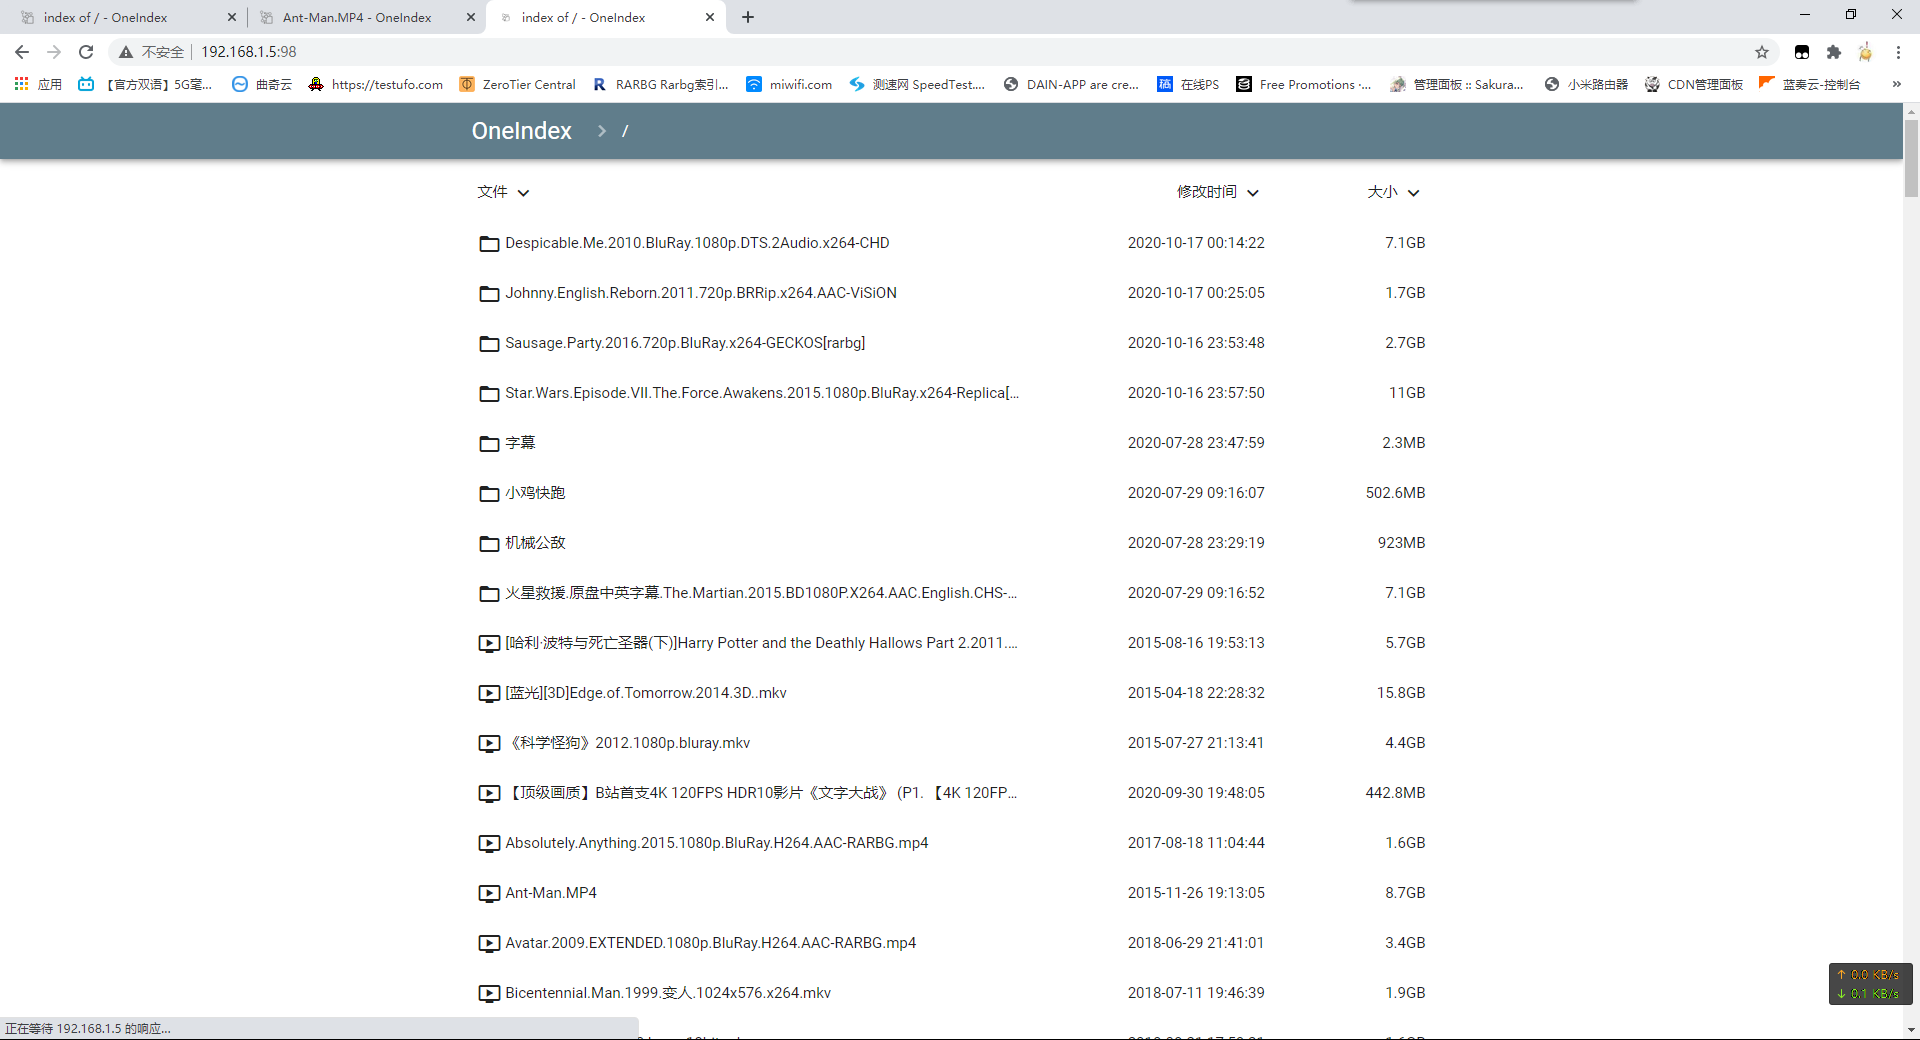 index of / - OneIndex
Ant-Man.MP4 - OneIndex
index of / - OneIndex
不安全 192.168.1.5:98
应用 【官方双语】5G毫... 曲奇云 https://testufo.com ZeroTier Central RARBG Rarbg索引... miwifi.com 测速网 SpeedTest.... DAIN-APP are cre... 在线PS Free Promotions ·... 管理面板 :: Sakura... 小米路由器 CDN管理面板 蓝奏云-控制台 »
OneIndex /
文件 修改时间 大小
Despicable.Me.2010.BluRay.1080p.DTS.2Audio.x264-CHD 2020-10-17 00:14:22 7.1GB
Johnny.English.Reborn.2011.720p.BRRip.x264.AAC-ViSiON 2020-10-17 00:25:05 1.7GB
Sausage.Party.2016.720p.BluRay.x264-GECKOS[rarbg] 2020-10-16 23:53:48 2.7GB
Star.Wars.Episode.VII.The.Force.Awakens.2015.1080p.BluRay.x264-Replica[... 2020-10-16 23:57:50 11GB
字幕 2020-07-28 23:47:59 2.3MB
小鸡快跑 2020-07-29 09:16:07 502.6MB
机械公敌 2020-07-28 23:29:19 923MB
火星救援.原盘中英字幕.The.Martian.2015.BD1080P.X264.AAC.English.CHS-... 2020-07-29 09:16:52 7.1GB
[哈利·波特与死亡圣器(下)]Harry Potter and the Deathly Hallows Part 2.2011.... 2015-08-16 19:53:13 5.7GB
[蓝光][3D]Edge.of.Tomorrow.2014.3D..mkv 2015-04-18 22:28:32 15.8GB
《科学怪狗》2012.1080p.bluray.mkv 2015-07-27 21:13:41 4.4GB
【顶级画质】B站首支4K 120FPS HDR10影片《文字大战》 (P1. 【4K 120FP... 2020-09-30 19:48:05 442.8MB
Absolutely.Anything.2015.1080p.BluRay.H264.AAC-RARBG.mp4 2017-08-18 11:04:44 1.6GB
Ant-Man.MP4 2015-11-26 19:13:05 8.7GB
Avatar.2009.EXTENDED.1080p.BluRay.H264.AAC-RARBG.mp4 2018-06-29 21:41:01 3.4GB
Bicentennial.Man.1999.变人.1024x576.x264.mkv 2018-07-11 19:46:39 1.9GB
↑ 0.0 KB/s
↓ 0.1 KB/s
正在等待 192.168.1.5 的响应...